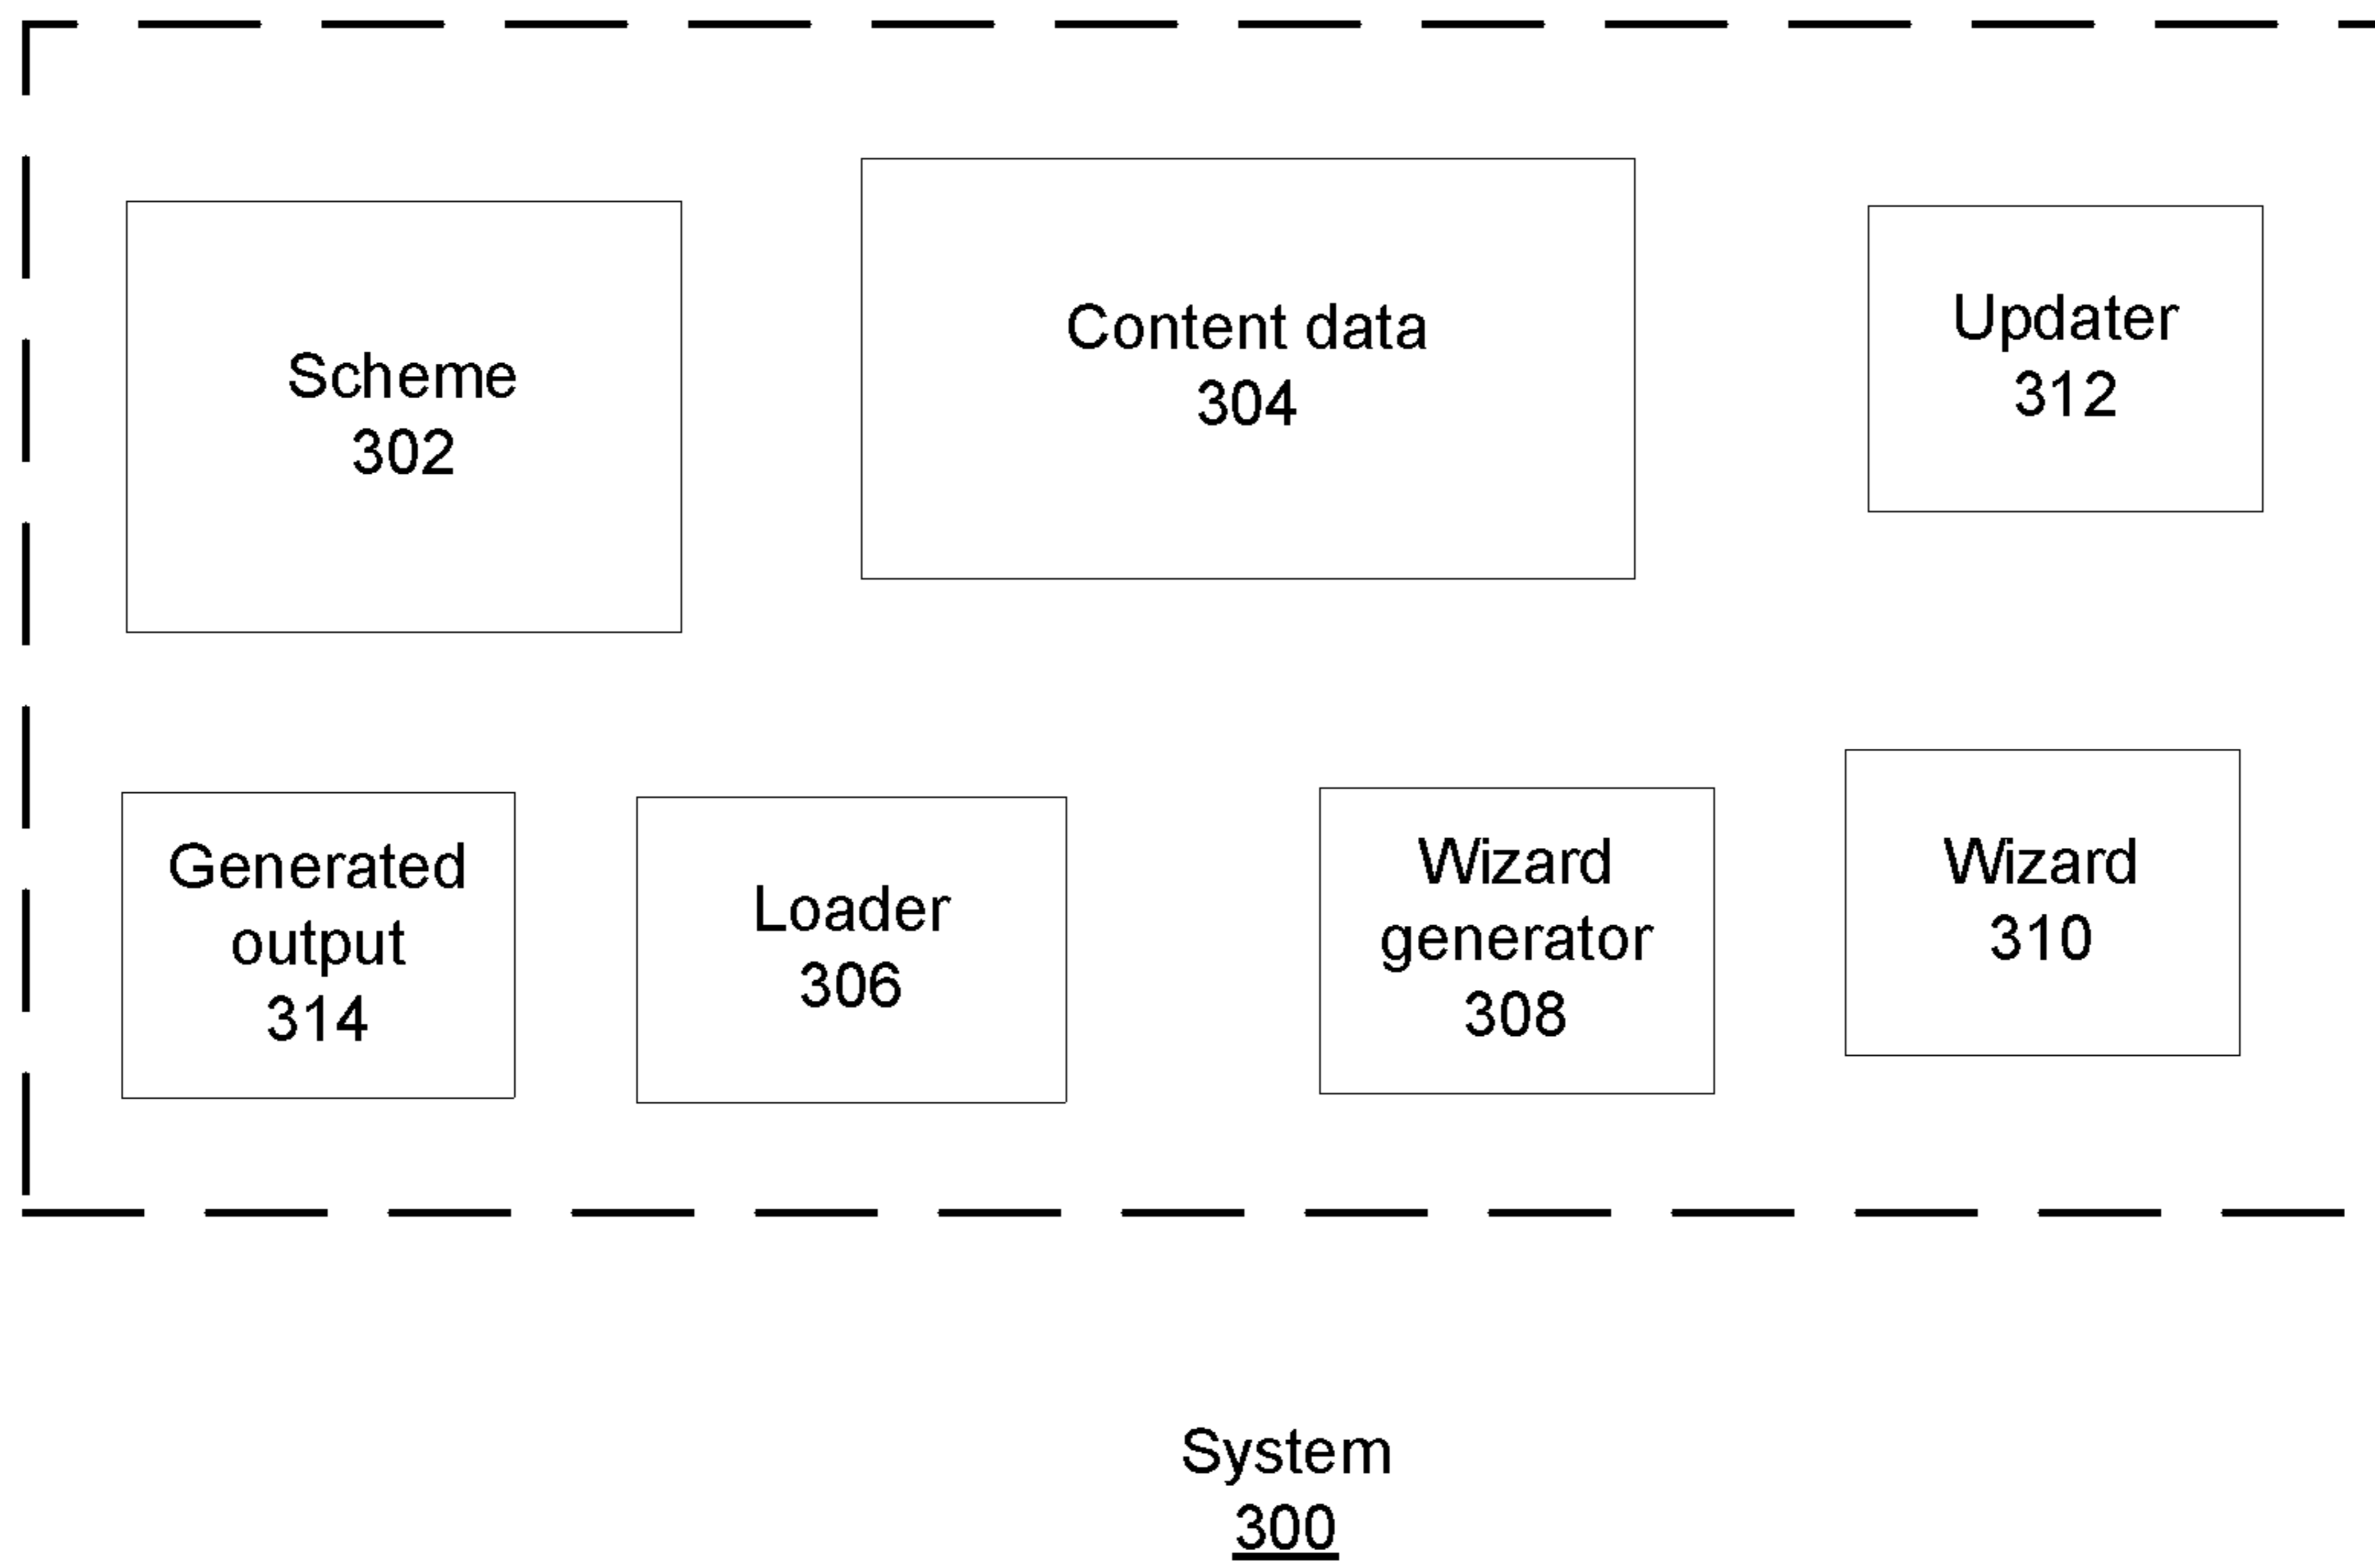 Scheme
302
Content data
304
Updater
312
Generated
output
314
Loader
306
Wizard
generator
308
Wizard
310
System
300